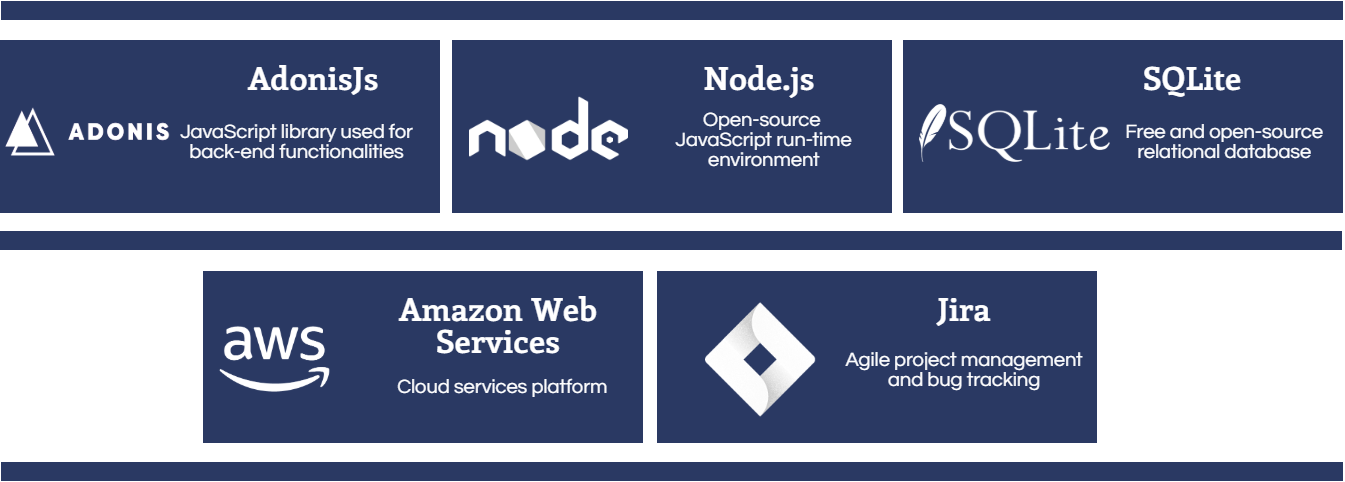 AdonisJs
ADONIS
JavaScript library used for
back-end functionalities
Node.js
node
Open-source
JavaScript run-time
environment
SQLite
SQLite
Free and open-source
relational database
Amazon Web
Services
aws
Cloud services platform
Jira
Agile project management
and bug tracking